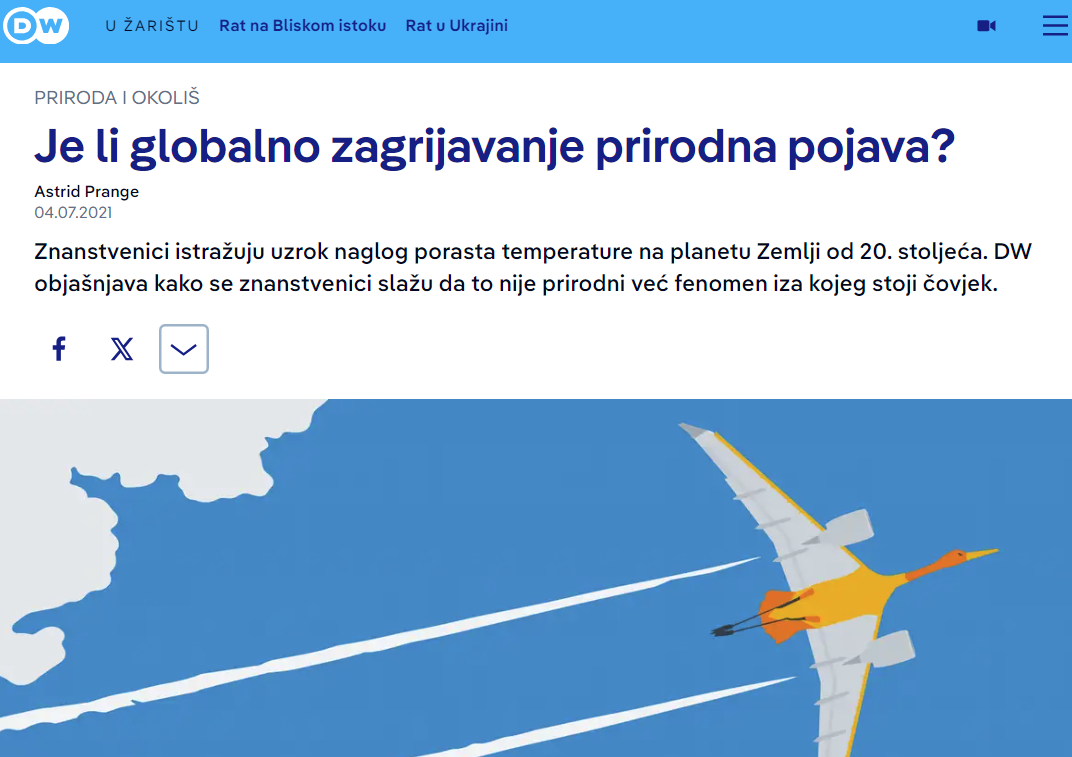 DW
U ŽARIŠTU Rat na Bliskom istoku Rat u Ukrajini
PRIRODA I OKOLIŠ
Je li globalno zagrijavanje prirodna pojava?
Astrid Prange
04.07.2021
Znanstvenici istražuju uzrok naglog porasta temperature na planetu Zemlji od 20. stoljeća. DW
objašnjava kako se znanstvenici slažu da to nije prirodni već fenomen iza kojeg stoji čovjek.